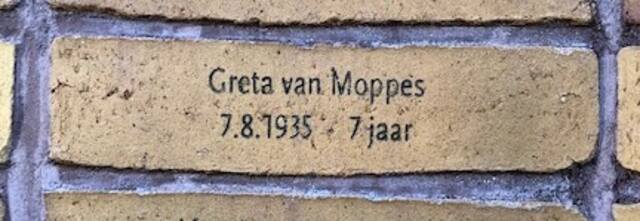 Greta van Moppes
7.8.1935 7 jaar